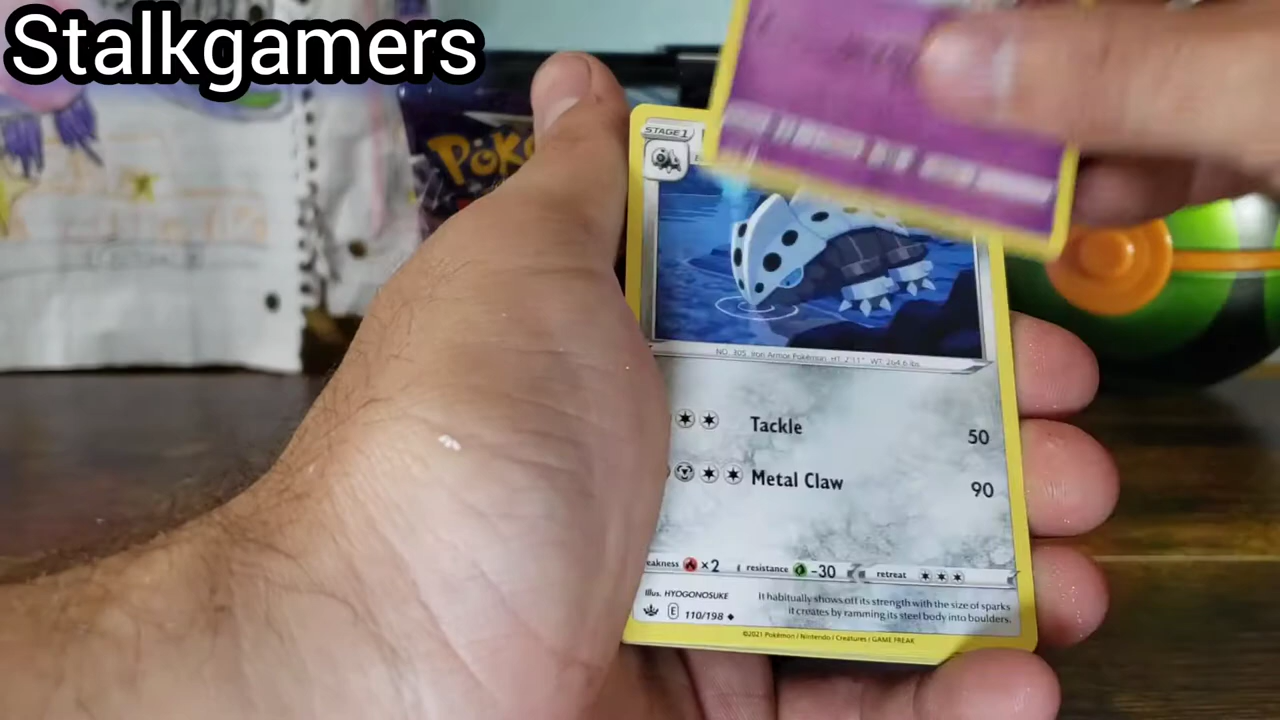 Stalkgamers
POK
STAGE 1
NO. 305 Iron Armor Pokémon HT: 2'11" WT: 264.6 lbs
Tackle 50
Metal Claw 90
eakness ×2 resistance -30 retreat
Illus. HYOGONOSUKE
It habitually shows off its strength with the size of sparks
it creates by ramming its steel body into boulders.
E 110/198
©2021 Pokémon / Nintendo / Creatures / GAME FREAK